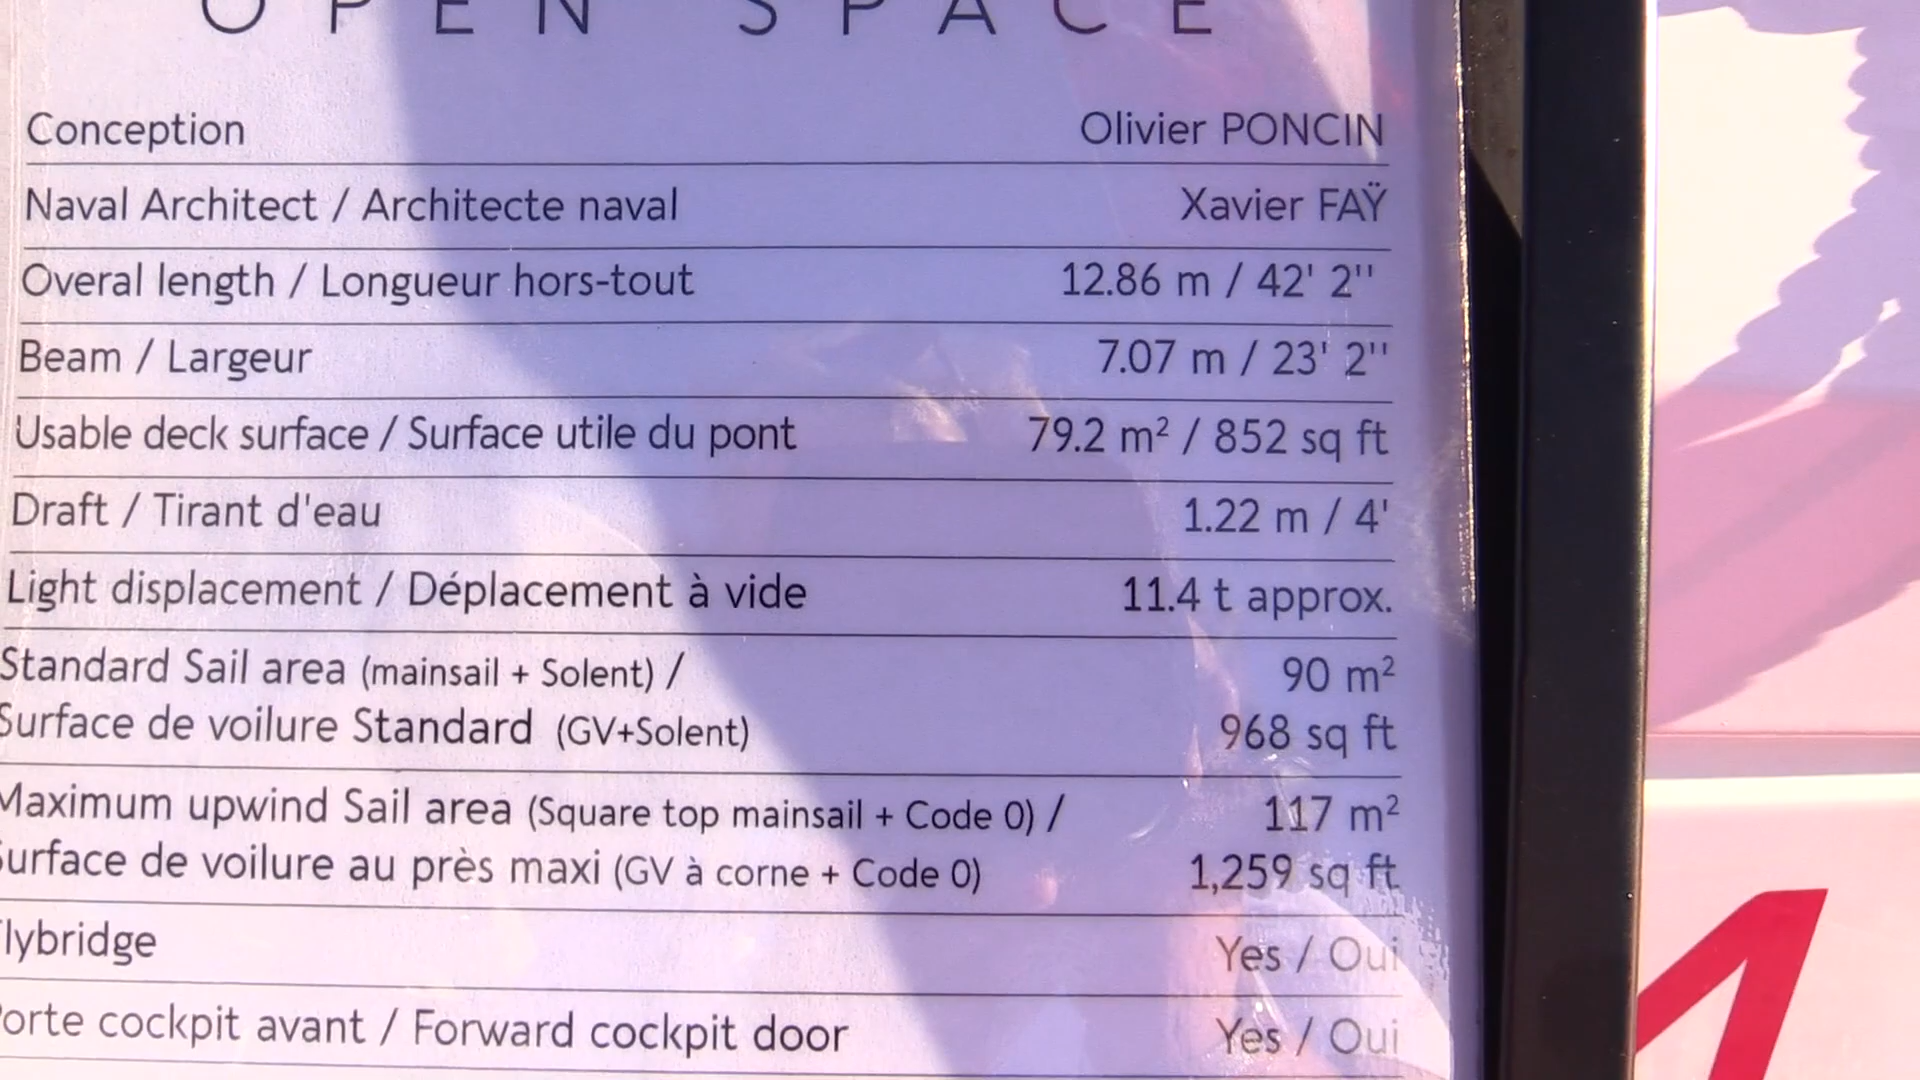 OPEN SPACE
Conception Olivier PONCIN
Naval Architect / Architecte naval Xavier FAŸ
Overal length / Longueur hors-tout 12.86 m / 42' 2''
Beam / Largeur 7.07 m / 23' 2''
Usable deck surface / Surface utile du pont 79.2 m² / 852 sq ft
Draft / Tirant d'eau 1.22 m / 4'
Light displacement / Déplacement à vide 11.4 t approx.
Standard Sail area (mainsail + Solent) / 90 m²
Surface de voilure Standard (GV+Solent) 968 sq ft
Maximum upwind Sail area (Square top mainsail + Code 0) / 117 m²
Surface de voilure au près maxi (GV à corne + Code 0) 1,259 sq ft
lybridge Yes / Oui
orte cockpit avant / Forward cockpit door Yes / Oui